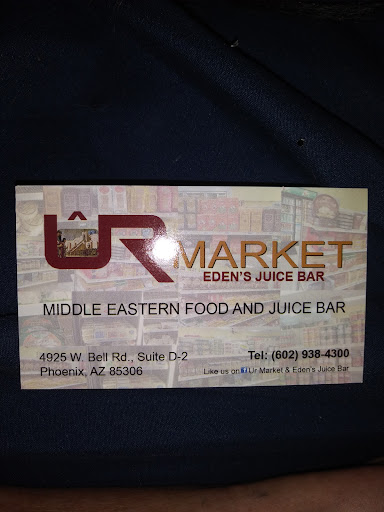 ÛR MARKET
EDEN'S JUICE BAR
MIDDLE EASTERN FOOD AND JUICE BAR
4925 W. Bell Rd., Suite D-2 Tel: (602) 938-4300
Phoenix, AZ 85306 Like us on Ur Market & Eden's Juice Bar